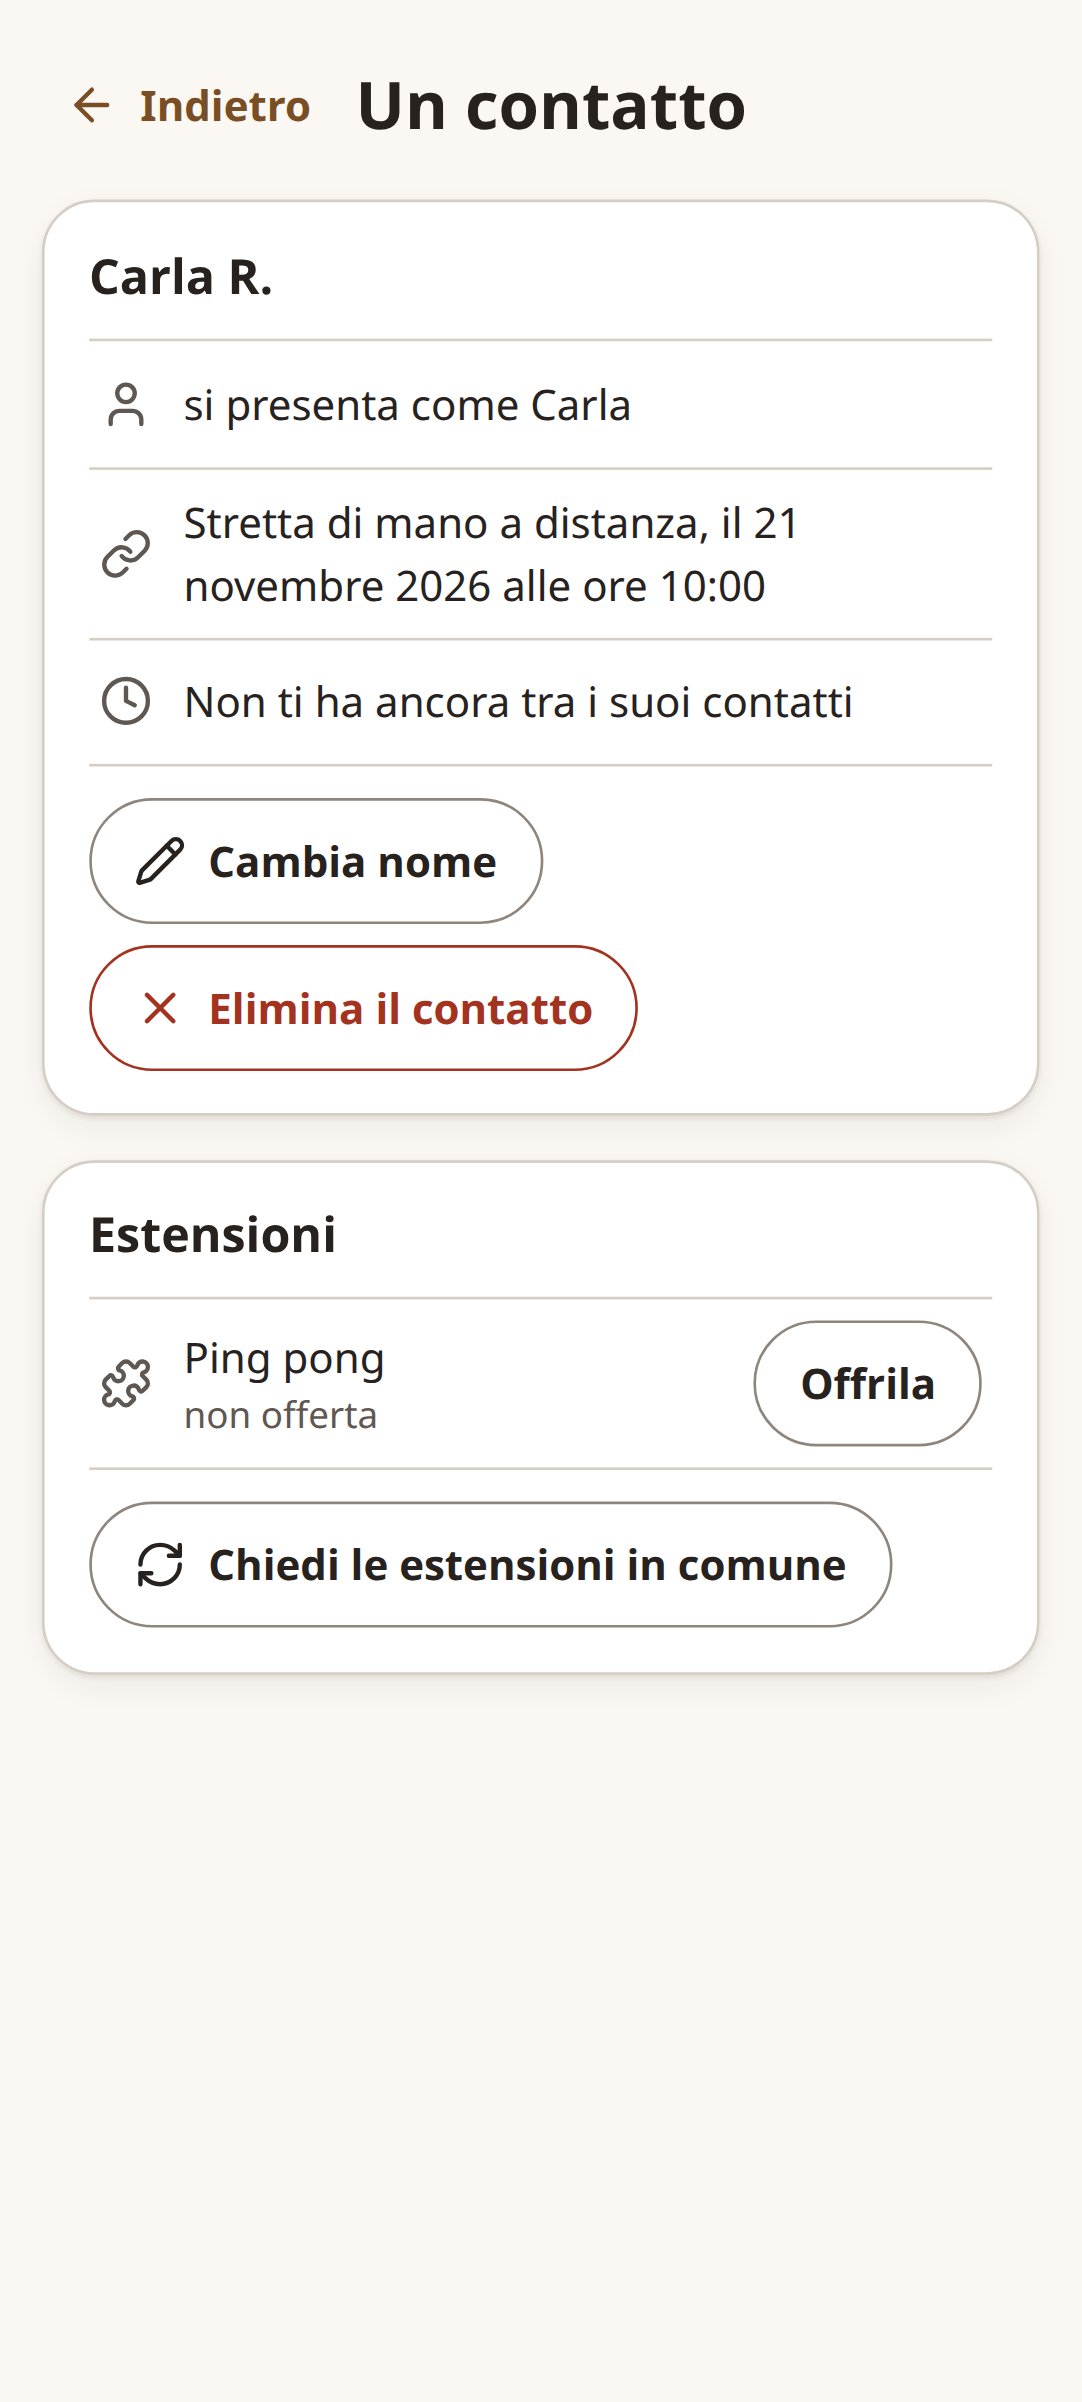 Indietro
Un contatto
Carla R.
si presenta come Carla
Stretta di mano a distanza, il 21
novembre 2026 alle ore 10:00
Non ti ha ancora tra i suoi contatti
Cambia nome
Elimina il contatto
Estensioni
Ping pong
non offerta
Offrila
Chiedi le estensioni in comune